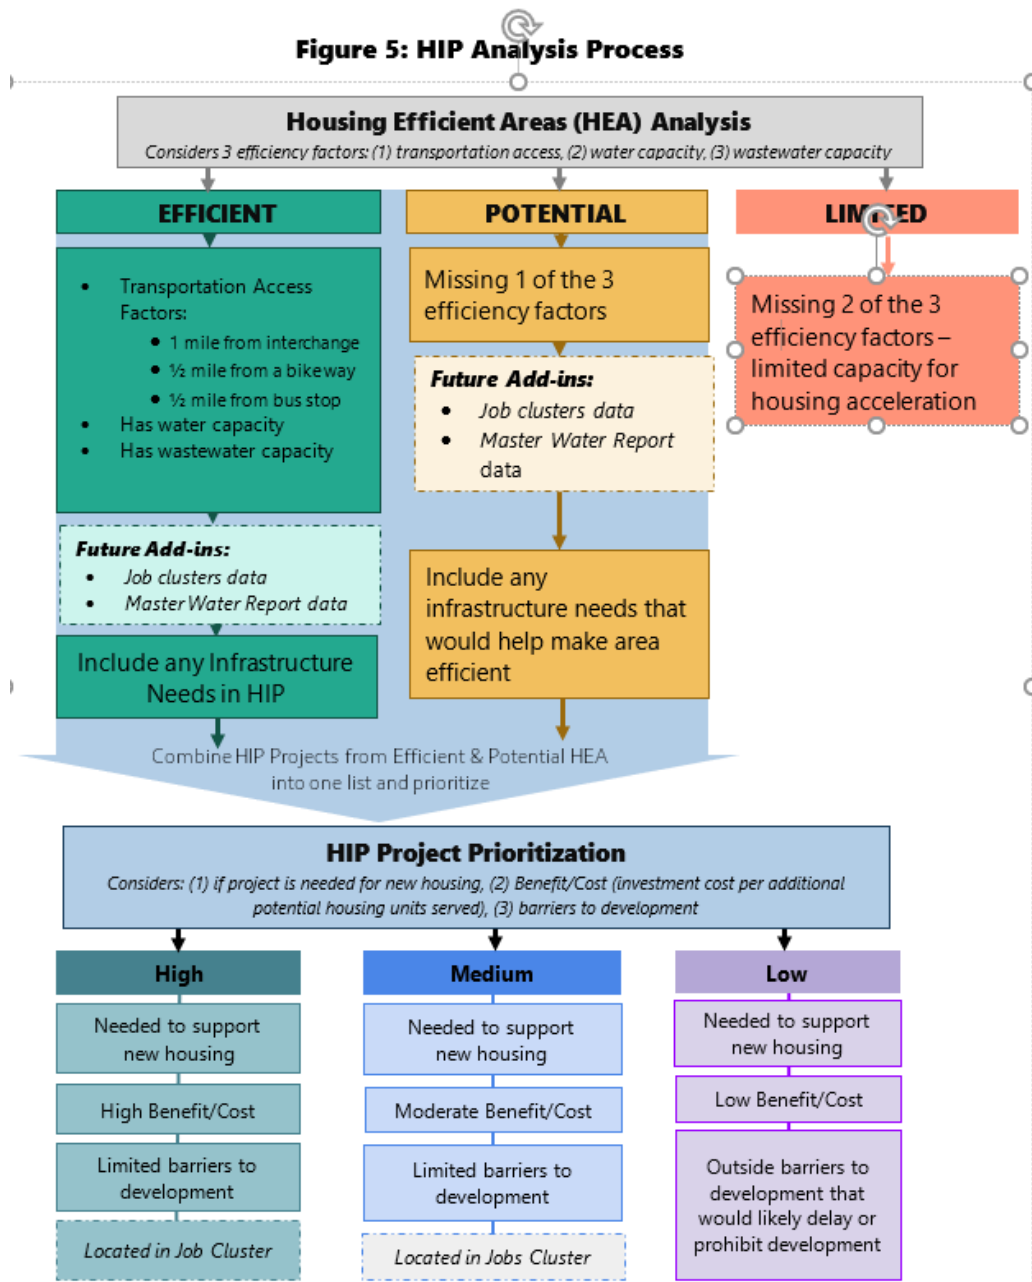 Figure 5: HIP Analysis Process
Housing Efficient Areas (HEA) Analysis
Considers 3 efficiency factors: (1) transportation access, (2) water capacity, (3) wastewater capacity
EFFICIENT
• Transportation Access
Factors:
• 1 mile from interchange
• ½ mile from a bikeway
• ½ mile from bus stop
• Has water capacity
• Has wastewater capacity
Future Add-ins:
• Job clusters data
• Master Water Report data
Include any Infrastructure
Needs in HIP
POTENTIAL
Missing 1 of the 3
efficiency factors
Future Add-ins:
• Job clusters data
• Master Water Report
data
Include any
infrastructure needs that
would help make area
efficient
LIMITED
Missing 2 of the 3
efficiency factors –
limited capacity for
housing acceleration
Combine HIP Projects from Efficient & Potential HEA
into one list and prioritize
HIP Project Prioritization
Considers: (1) if project is needed for new housing, (2) Benefit/Cost (investment cost per additional
potential housing units served), (3) barriers to development
High
Needed to support
new housing
High Benefit/Cost
Limited barriers to
development
Located in Job Cluster
Medium
Needed to support
new housing
Moderate Benefit/Cost
Limited barriers to
development
Located in Jobs Cluster
Low
Needed to support
new housing
Low Benefit/Cost
Outside barriers to
development that
would likely delay or
prohibit development